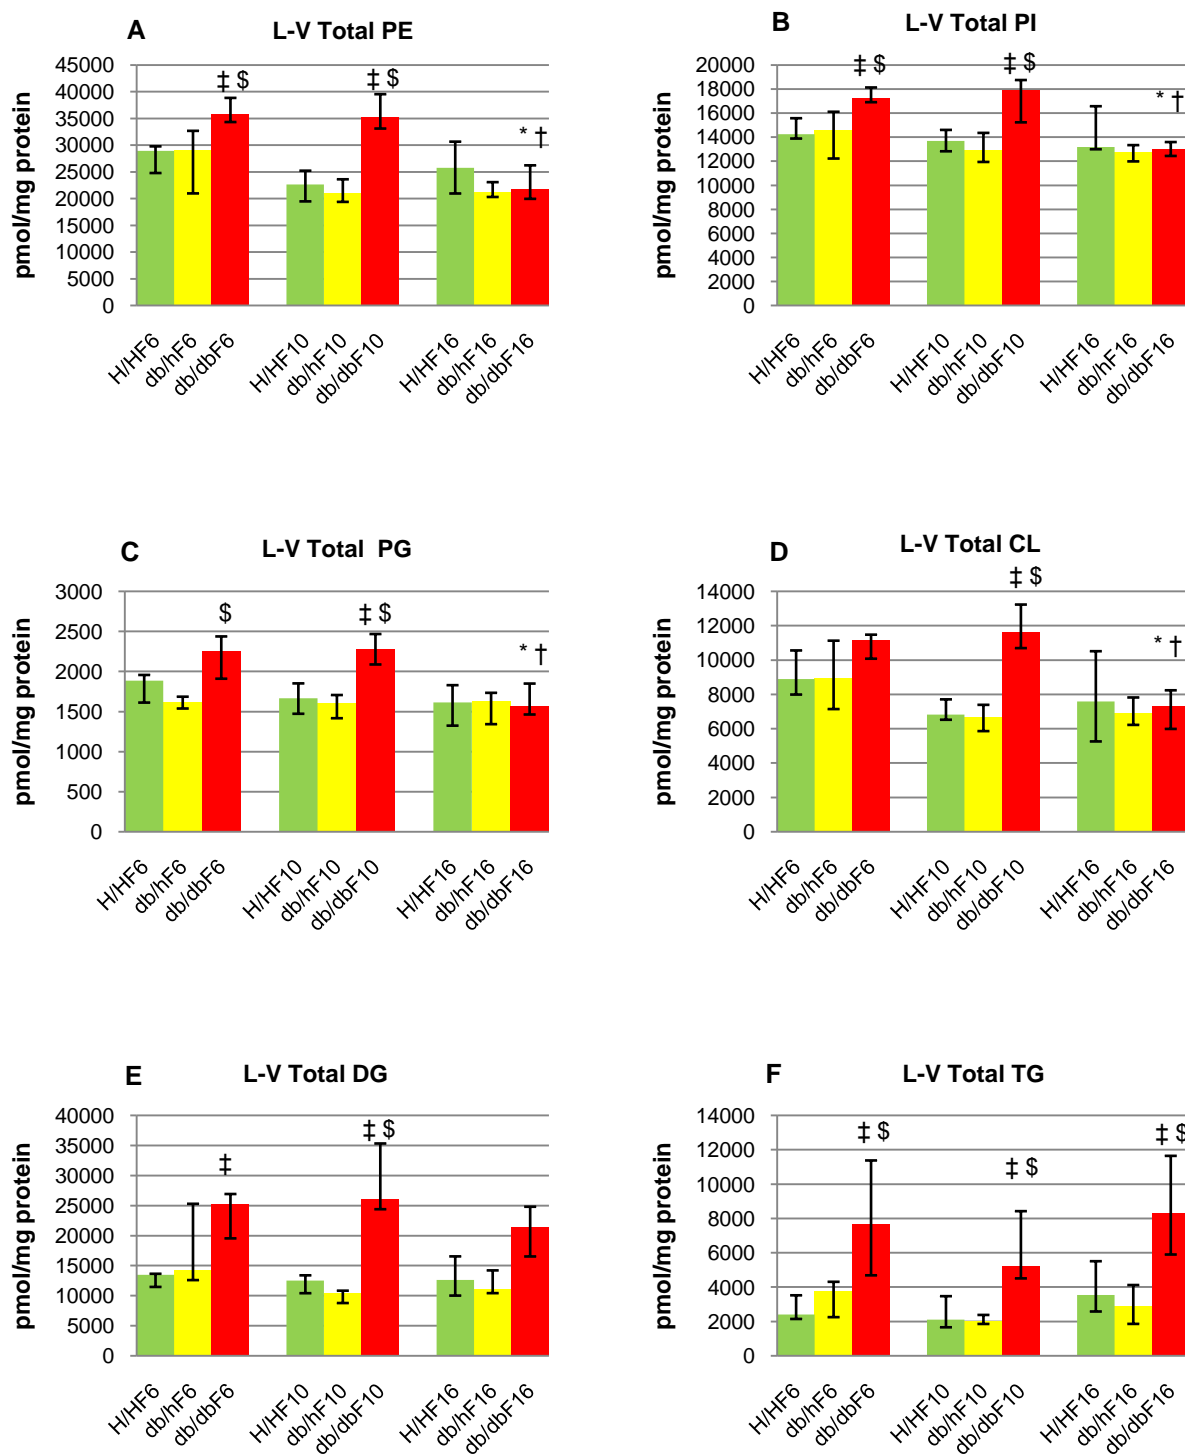 A
L-V Total PE
pmol/mg protein
45000
40000
35000
30000
25000
20000
15000
10000
5000
0
‡ $
‡ $
* †
H/HF6
db/hF6
db/dbF6
H/HF10
db/hF10
db/dbF10
H/HF16
db/hF16
db/dbF16
B
L-V Total PI
pmol/mg protein
20000
18000
16000
14000
12000
10000
8000
6000
4000
2000
0
‡ $
‡ $
* †
H/HF6
db/hF6
db/dbF6
H/HF10
db/hF10
db/dbF10
H/HF16
db/hF16
db/dbF16
C
L-V Total PG
pmol/mg protein
3000
2500
2000
1500
1000
500
0
$
‡ $
* †
H/HF6
db/hF6
db/dbF6
H/HF10
db/hF10
db/dbF10
H/HF16
db/hF16
db/dbF16
D
L-V Total CL
pmol/mg protein
14000
12000
10000
8000
6000
4000
2000
0
‡ $
* †
H/HF6
db/hF6
db/dbF6
H/HF10
db/hF10
db/dbF10
H/HF16
db/hF16
db/dbF16
E
L-V Total DG
pmol/mg protein
40000
35000
30000
25000
20000
15000
10000
5000
0
‡
‡ $
H/HF6
db/hF6
db/dbF6
H/HF10
db/hF10
db/dbF10
H/HF16
db/hF16
db/dbF16
F
L-V Total TG
pmol/mg protein
14000
12000
10000
8000
6000
4000
2000
0
‡ $
‡ $
‡ $
H/HF6
db/hF6
db/dbF6
H/HF10
db/hF10
db/dbF10
H/HF16
db/hF16
db/dbF16